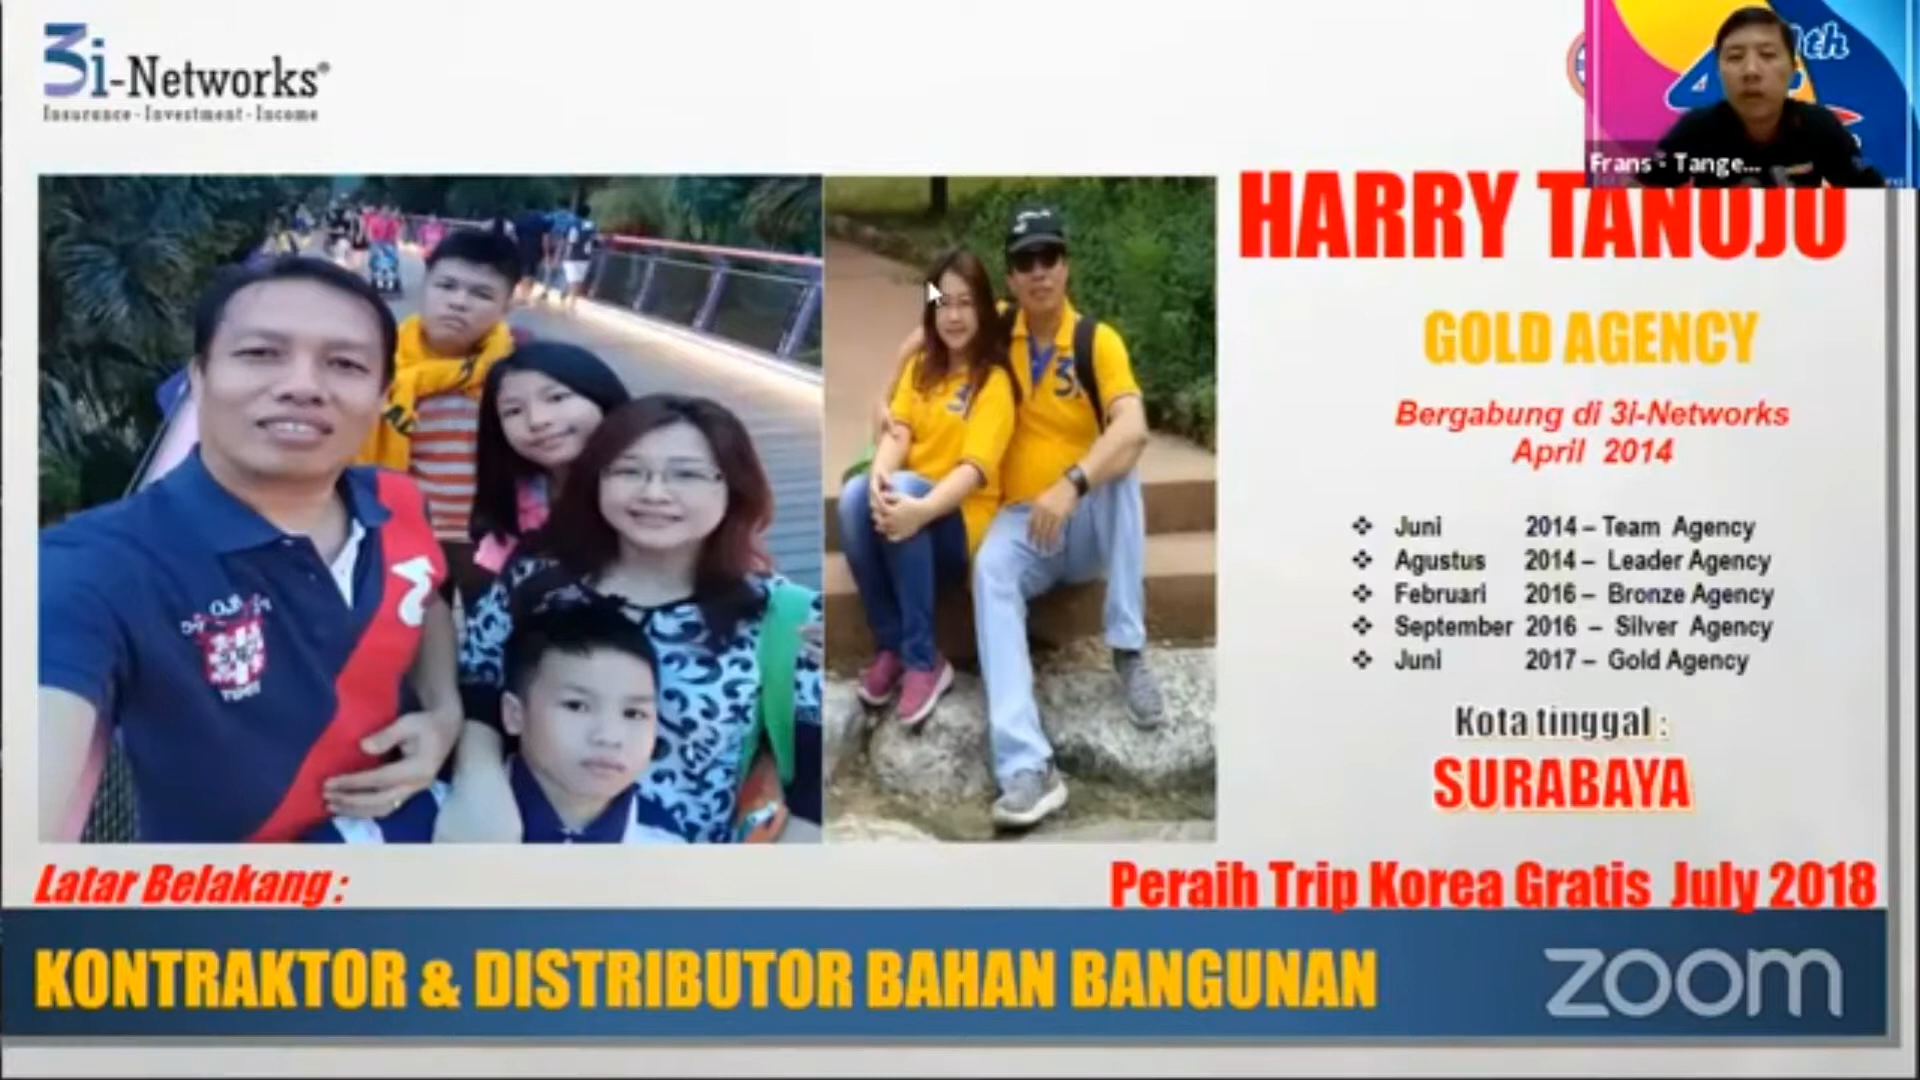 3i-Networks®
Insurance - Investment - Income
th
Frans - Tange...
HARRY TANUJU
GOLD AGENCY
Bergabung di 3i-Networks
April 2014
❖ Juni 2014 – Team Agency
❖ Agustus 2014 – Leader Agency
❖ Februari 2016 – Bronze Agency
❖ September 2016 – Silver Agency
❖ Juni 2017 – Gold Agency
Kota tinggal :
SURABAYA
Latar Belakang :
Peraih Trip Korea Gratis July 2018
KONTRAKTOR & DISTRIBUTOR BAHAN BANGUNAN
zoom